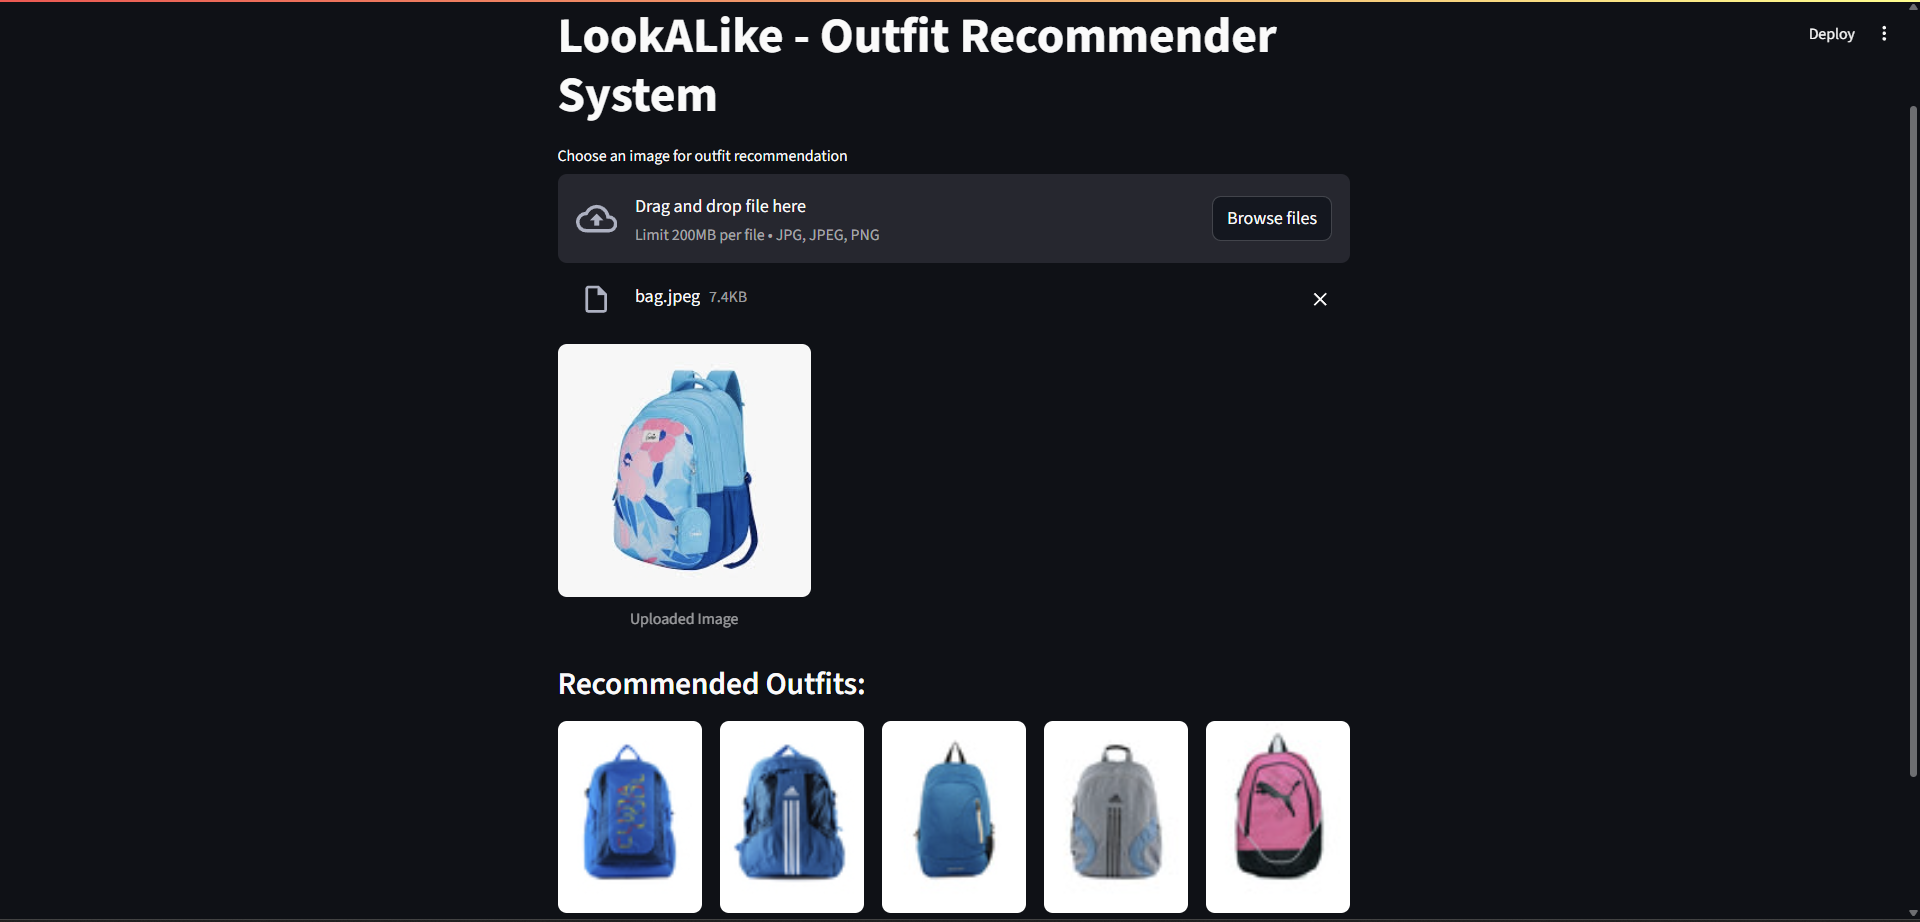 Deploy
LookALike - Outfit Recommender
System
Choose an image for outfit recommendation
Drag and drop file here
Limit 200MB per file • JPG, JPEG, PNG
Browse files
bag.jpeg 7.4KB
Uploaded Image
Recommended Outfits: